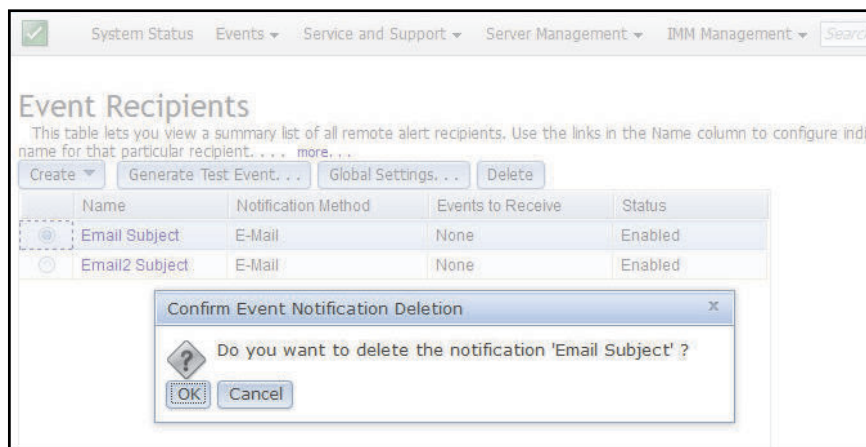 System Status Events Service and Support Server Management IMM Management Search
Event Recipients
This table lets you view a summary list of all remote alert recipients. Use the links in the Name column to configure indi
name for that particular recipient. . . . more. . .
Create Generate Test Event. . . Global Settings. . . Delete
Name Notification Method Events to Receive Status
Email Subject E-Mail None Enabled
Email2 Subject E-Mail None Enabled
Confirm Event Notification Deletion x
Do you want to delete the notification 'Email Subject' ?
OK Cancel